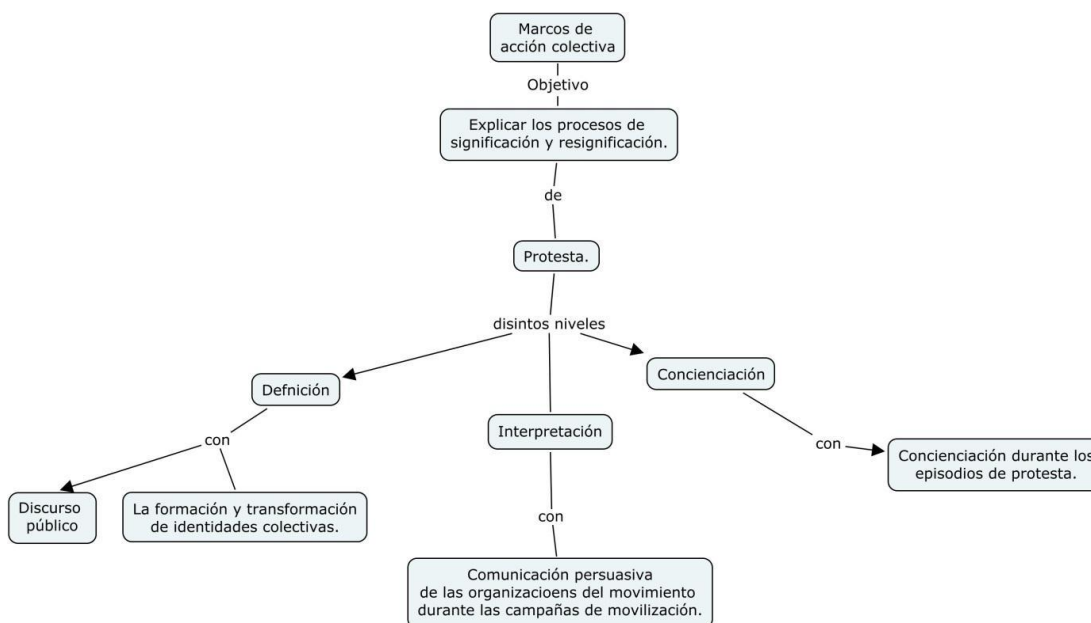 Marcos de
acción colectiva
Objetivo
Explicar los procesos de
significación y resignificación.
de
Protesta.
disintos niveles
Defnición
Interpretación
Concienciación
con
con
con
Discurso
público
La formación y transformación
de identidades colectivas.
Comunicación persuasiva
de las organizacioens del movimiento
durante las campañas de movilización.
Concienciación durante los
episodios de protesta.